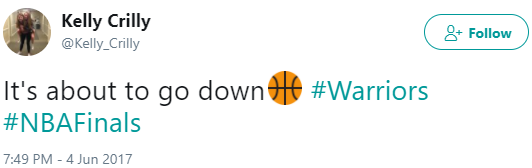 Kelly Crilly
@Kelly_Crilly
Follow
It's about to go down🏀 #Warriors
#NBAFinals
7:49 PM - 4 Jun 2017